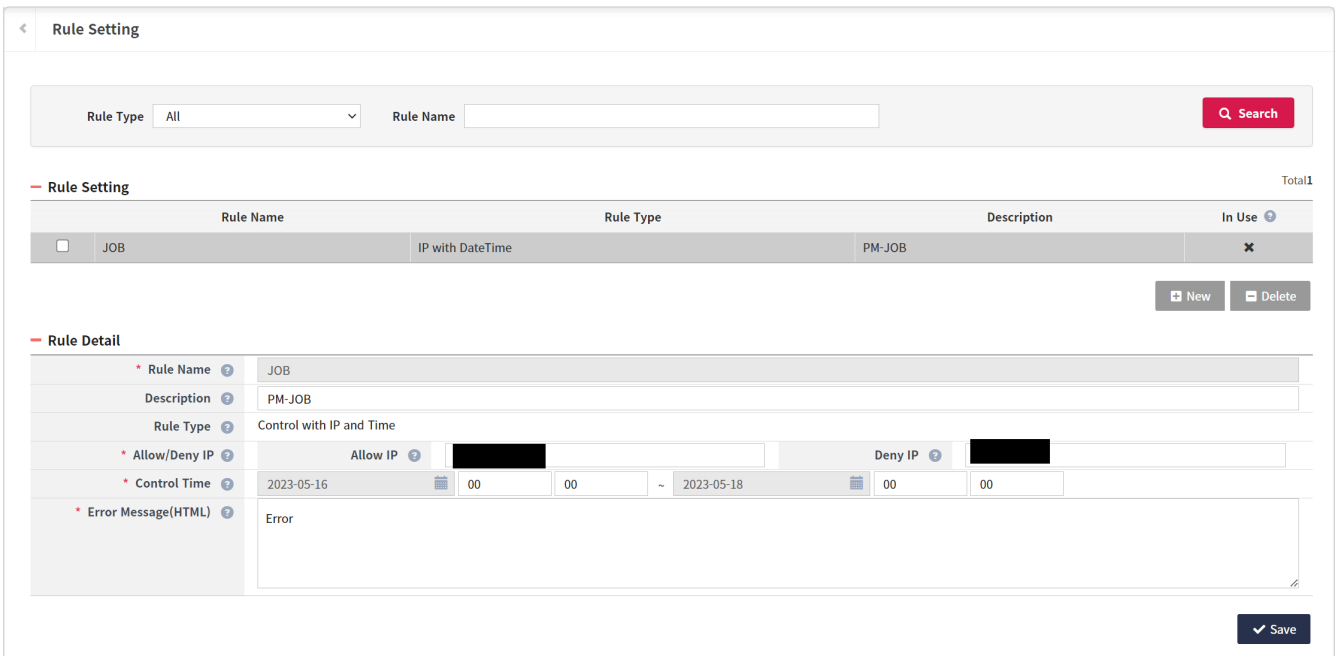 Rule Setting
Rule Type All Rule Name Search
Rule Setting Total1
Rule Name Rule Type Description In Use ?
JOB IP with DateTime PM-JOB ✖
New Delete
Rule Detail
* Rule Name ? JOB
Description ? PM-JOB
Rule Type ? Control with IP and Time
* Allow/Deny IP ? Allow IP ? Deny IP ?
* Control Time ? 2023-05-16 00 00 ~ 2023-05-18 00 00
* Error Message(HTML) ? Error
Save